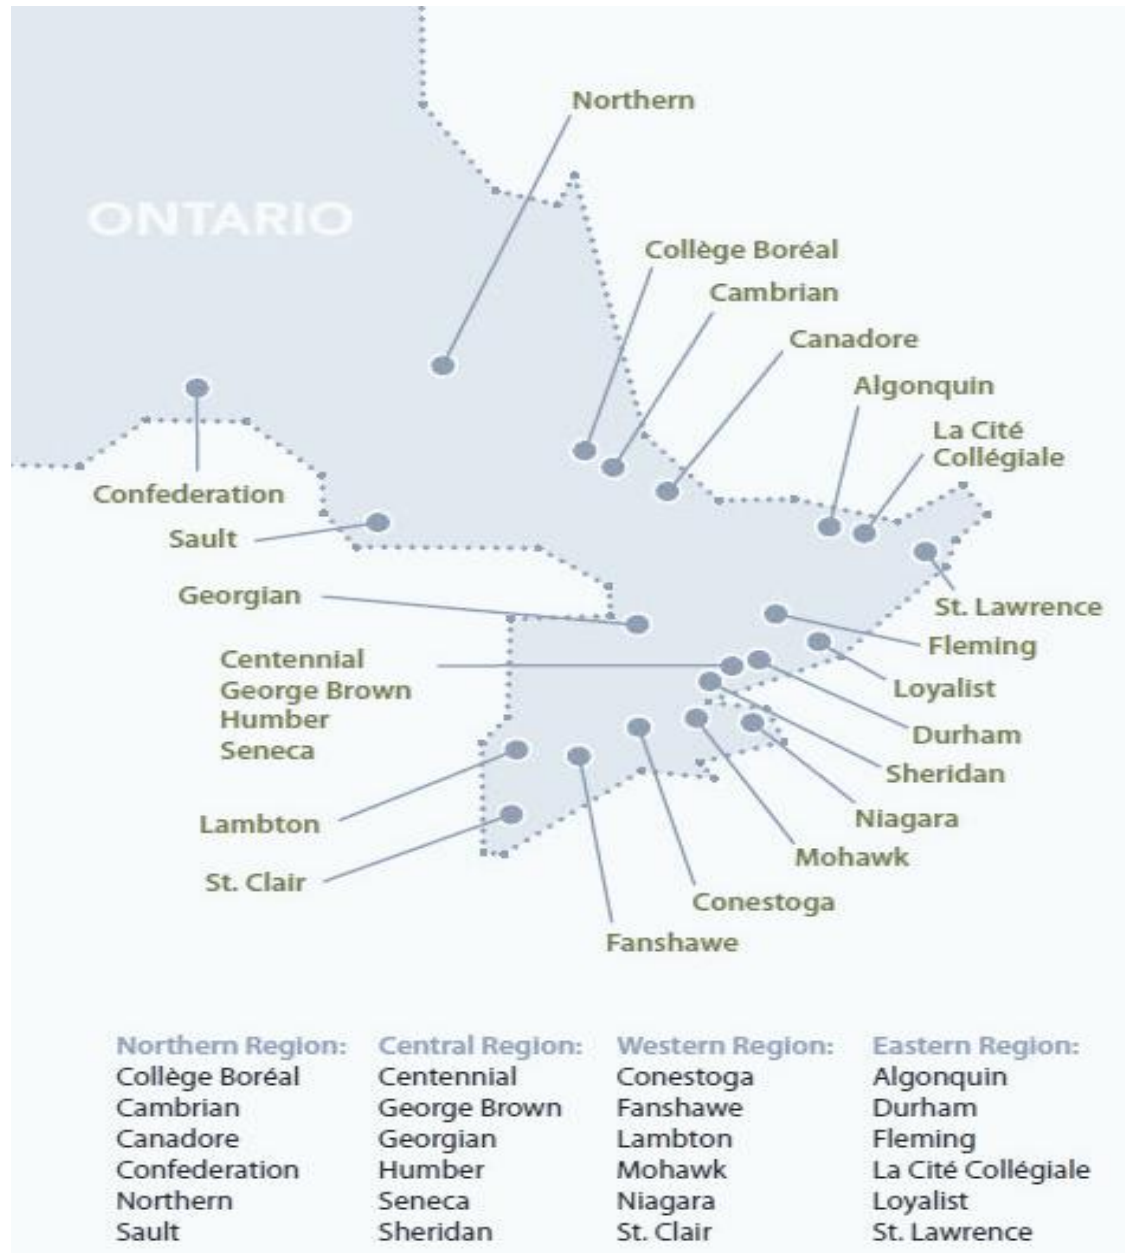 Northern
ONTARIO
Collège Boréal
Cambrian
Canadore
Algonquin
La Cité
Collégiale
Confederation
Sault
Georgian
St. Lawrence
Fleming
Centennial
George Brown
Humber
Seneca
Loyalist
Durham
Sheridan
Lambton
Niagara
Mohawk
St. Clair
Conestoga
Fanshawe
Northern Region:
Collège Boréal
Cambrian
Canadore
Confederation
Northern
Sault
Central Region:
Centennial
George Brown
Georgian
Humber
Seneca
Sheridan
Western Region:
Conestoga
Fanshawe
Lambton
Mohawk
Niagara
St. Clair
Eastern Region:
Algonquin
Durham
Fleming
La Cité Collégiale
Loyalist
St. Lawrence